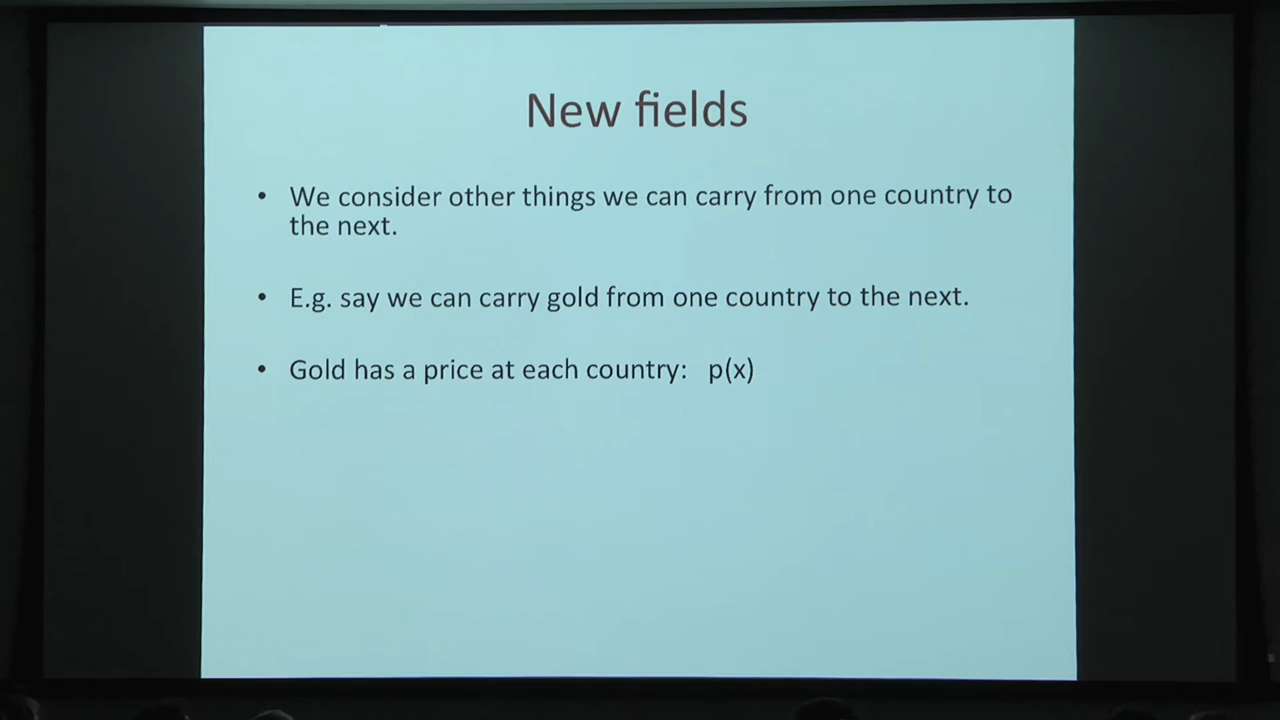 New fields
• We consider other things we can carry from one country to
the next.
• E.g. say we can carry gold from one country to the next.
• Gold has a price at each country: p(x)